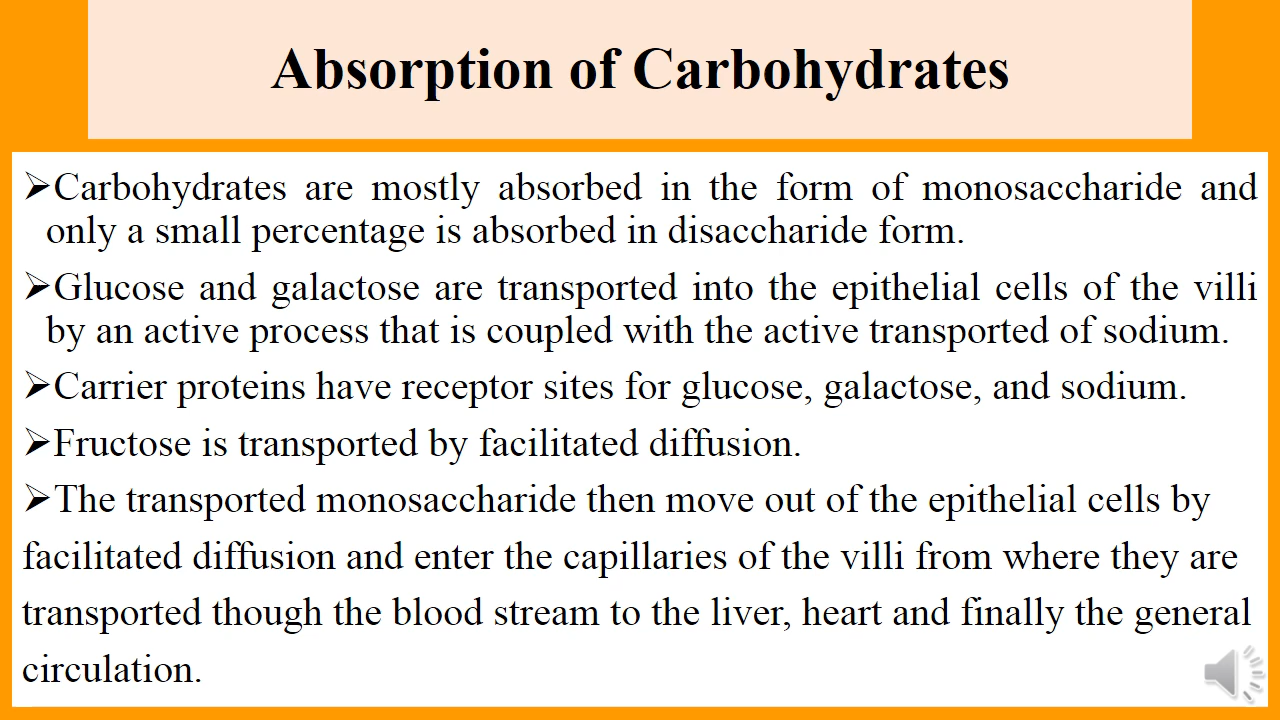 Absorption of Carbohydrates
➢Carbohydrates are mostly absorbed in the form of monosaccharide and
only a small percentage is absorbed in disaccharide form.
➢Glucose and galactose are transported into the epithelial cells of the villi
by an active process that is coupled with the active transported of sodium.
➢Carrier proteins have receptor sites for glucose, galactose, and sodium.
➢Fructose is transported by facilitated diffusion.
➢The transported monosaccharide then move out of the epithelial cells by
facilitated diffusion and enter the capillaries of the villi from where they are
transported though the blood stream to the liver, heart and finally the general
circulation.